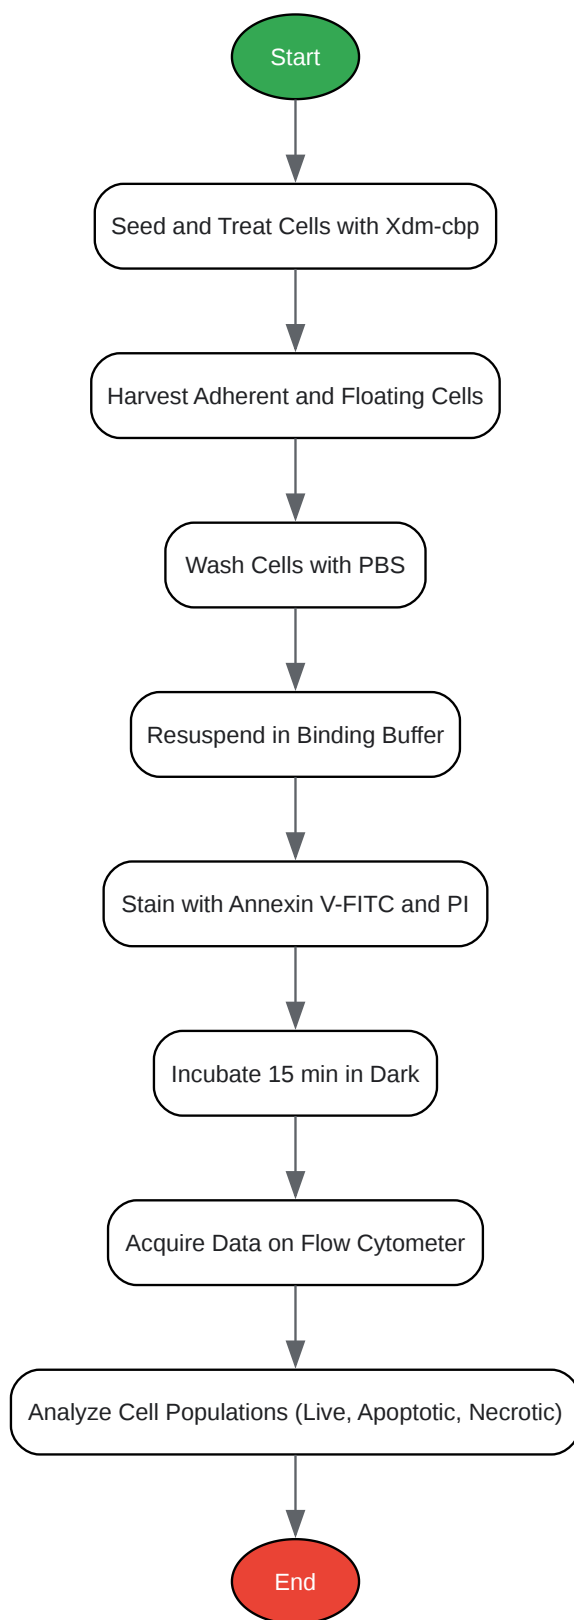 Start
Seed and Treat Cells with Xdm-cbp
Harvest Adherent and Floating Cells
Wash Cells with PBS
Resuspend in Binding Buffer
Stain with Annexin V-FITC and PI
Incubate 15 min in Dark
Acquire Data on Flow Cytometer
Analyze Cell Populations (Live, Apoptotic, Necrotic)
End